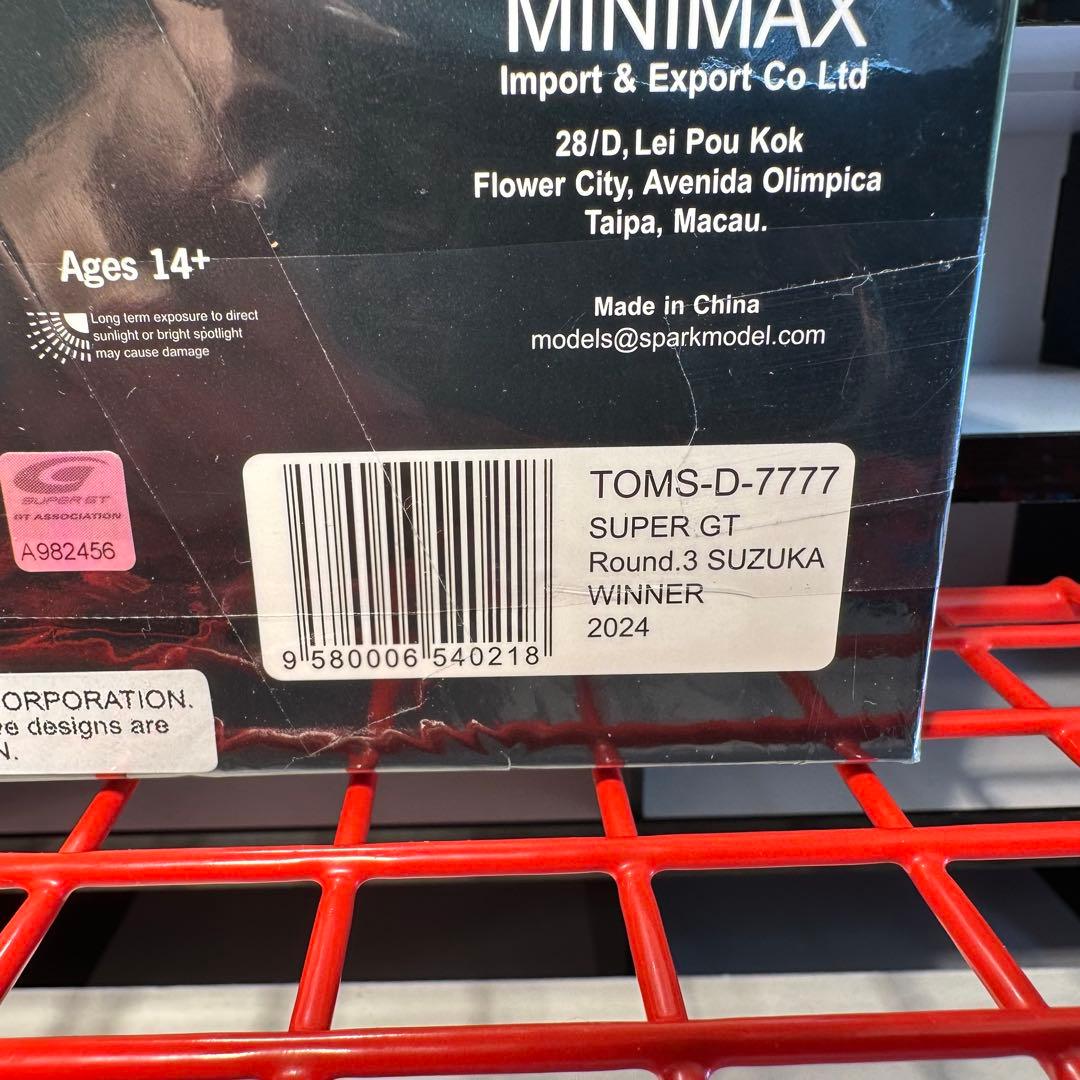 MINIMAX
Import & Export Co Ltd
28/D, Lei Pou Kok
Flower City, Avenida Olimpica
Taipa, Macau.
Ages 14+
Long term exposure to direct
sunlight or bright spotlight
may cause damage
Made in China
models@sparkmodel.com
SUPER GT
GT ASSOCIATION
A982456
TOMS-D-7777
SUPER GT
Round.3 SUZUKA
WINNER
2024
9 580006 540218
ORPORATION.
e designs are
N.